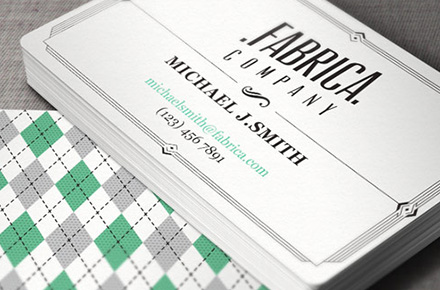 .FABRICA.
COMPANY
MICHAEL J.SMITH
michaelsmith@fabrica.com
(123) 456 7891